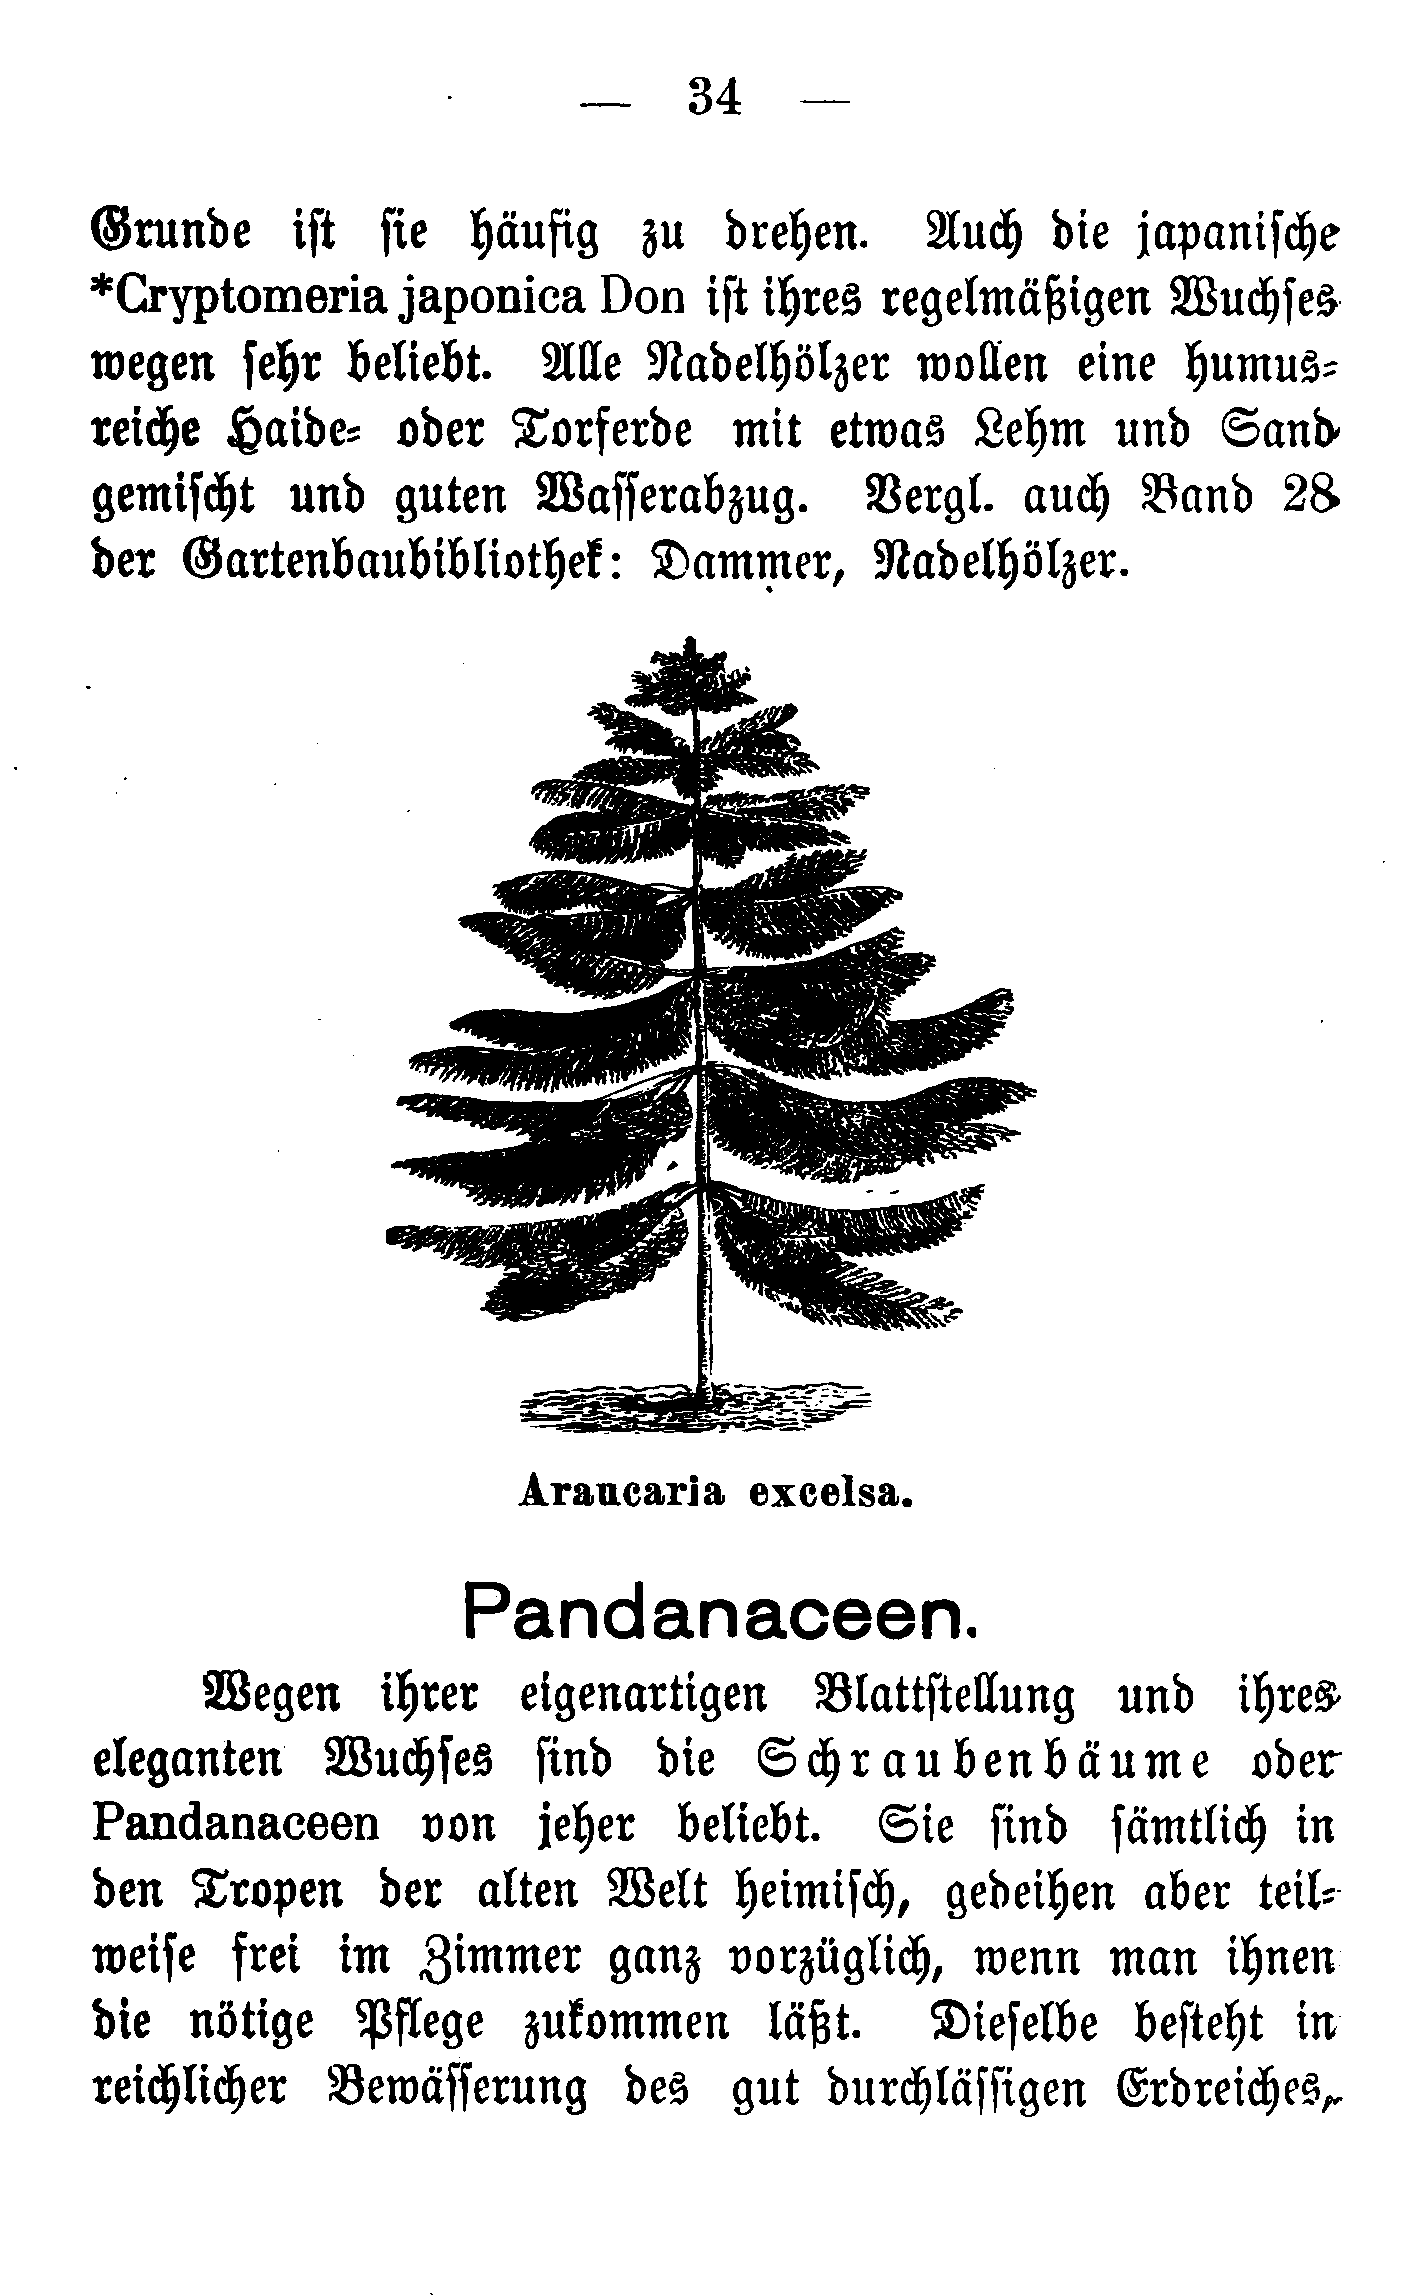 — 34 —
Grunde ist sie häufig zu drehen. Auch die japanische
*Cryptomeria japonica Don ist ihres regelmäßigen Wuchses
wegen sehr beliebt. Alle Nadelhölzer wollen eine humus-
reiche Haide- oder Torferde mit etwas Lehm und Sand
gemischt und guten Wasserabzug. Vergl. auch Band 28
der Gartenbaubibliothek: Dammer, Nadelhölzer.
Araucaria excelsa.
Pandanaceen.
Wegen ihrer eigenartigen Blattstellung und ihres
eleganten Wuchses sind die Schraubenbäume oder
Pandanaceen von jeher beliebt. Sie sind sämtlich in
den Tropen der alten Welt heimisch, gedeihen aber teil-
weise frei im Zimmer ganz vorzüglich, wenn man ihnen
die nötige Pflege zukommen läßt. Dieselbe besteht in
reichlicher Bewässerung des gut durchlässigen Erdreiches,